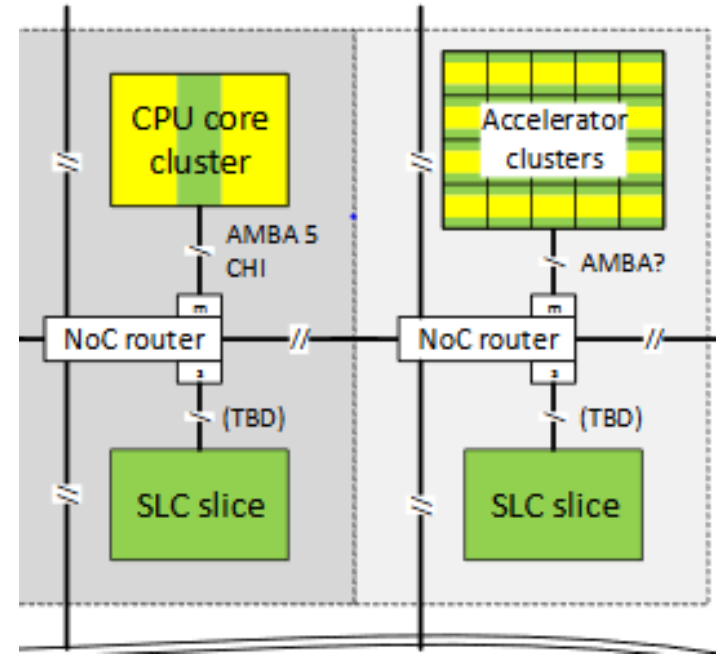 CPU core
cluster
Accelerator
clusters
AMBA 5
CHI
AMBA?
m
m
NoC router
NoC router
s
s
(TBD)
(TBD)
SLC slice
SLC slice